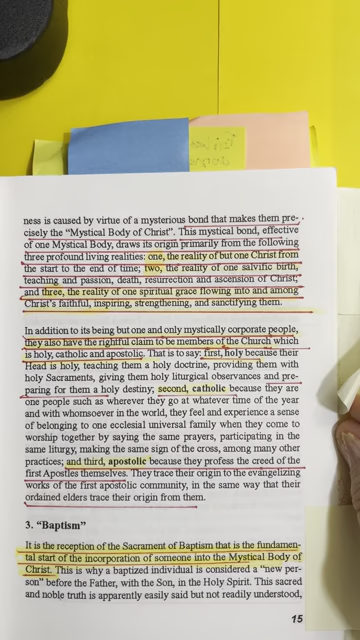 ness is caused by virtue of a mysterious bond that makes them pre-
cisely the “Mystical Body of Christ”. This mystical bond, effective
of one Mystical Body, draws its origin primarily from the following
three profound living realities: one, the reality of but one Christ from
the start to the end of time; two, the reality of one salvific birth,
teaching and passion, death, resurrection and ascension of Christ;
and three, the reality of one spiritual grace flowing into and among
Christ's faithful, inspiring, strengthening, and sanctifying them.
In addition to its being but one and only mystically corporate people,
they also have the rightful claim to be members of the Church which
is holy, catholic and apostolic. That is to say; first, holy because their
Head is holy, teaching them a holy doctrine, providing them with
holy Sacraments, giving them holy liturgical observances and pre-
paring for them a holy destiny; second, catholic because they are
one people such as wherever they go at whatever time of the year
and with whomsoever in the world, they feel and experience a sense
of belonging to one ecclesial universal family when they come to
worship together by saying the same prayers, participating in the
same liturgy, making the same sign of the cross, among many other
practices; and third, apostolic because they profess the creed of the
first Apostles themselves. They trace their origin to the evangelizing
works of the first apostolic community, in the same way that their
ordained elders trace their origin from them.
3. “Baptism”
It is the reception of the Sacrament of Baptism that is the fundamen-
tal start of the incorporation of someone into the Mystical Body of
Christ. This is why a baptized individual is considered a “new per-
son” before the Father, with the Son, in the Holy Spirit. This sacred
and noble truth is apparently easily said but not readily understood,
15